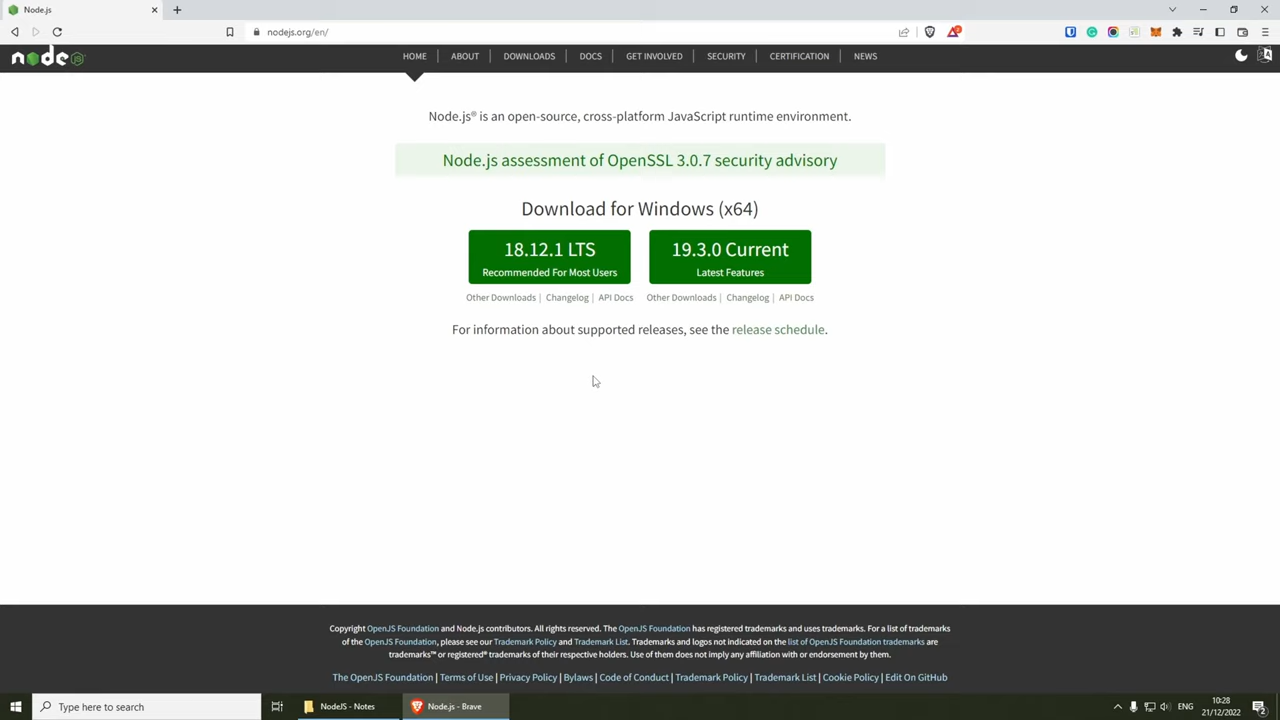 Node.js
nodejs.org/en/
node
HOME
ABOUT
DOWNLOADS
DOCS
GET INVOLVED
SECURITY
CERTIFICATION
NEWS
Node.js® is an open-source, cross-platform JavaScript runtime environment.
Node.js assessment of OpenSSL 3.0.7 security advisory
Download for Windows (x64)
18.12.1 LTS
Recommended For Most Users
19.3.0 Current
Latest Features
Other Downloads | Changelog | API Docs
Other Downloads | Changelog | API Docs
For information about supported releases, see the release schedule.
Copyright OpenJS Foundation and Node.js contributors. All rights reserved. The OpenJS Foundation has registered trademarks and uses trademarks. For a list of trademarks
of the OpenJS Foundation, please see our Trademark Policy and Trademark List. Trademarks and logos not indicated on the list of OpenJS Foundation trademarks are
trademarks™ or registered® trademarks of their respective holders. Use of them does not imply any affiliation with or endorsement by them.
The OpenJS Foundation | Terms of Use | Privacy Policy | Bylaws | Code of Conduct | Trademark Policy | Trademark List | Cookie Policy | Edit On GitHub
Type here to search
NodeJS - Notes
Node.js - Brave
ENG
10:28
21/12/2022